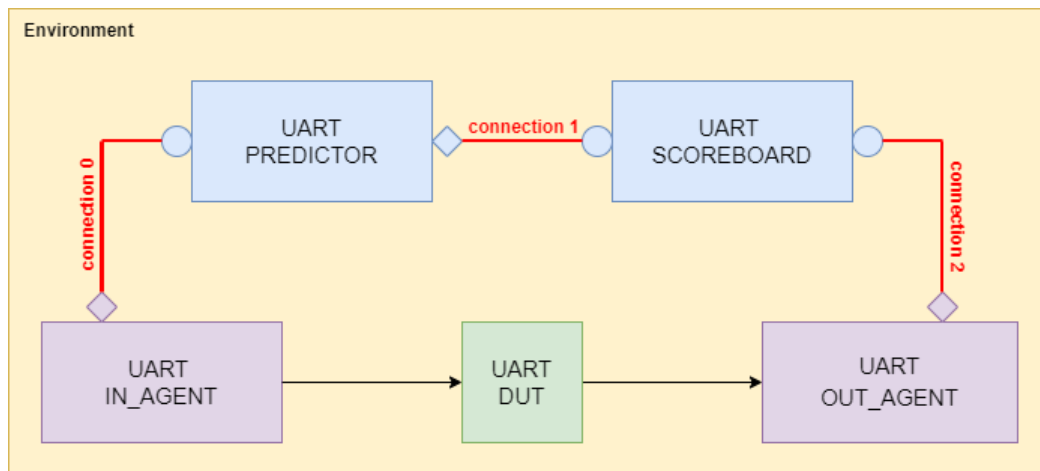 Environment
UART
PREDICTOR
connection 1
UART
SCOREBOARD
connection 0
connection 2
UART
IN_AGENT
UART
DUT
UART
OUT_AGENT